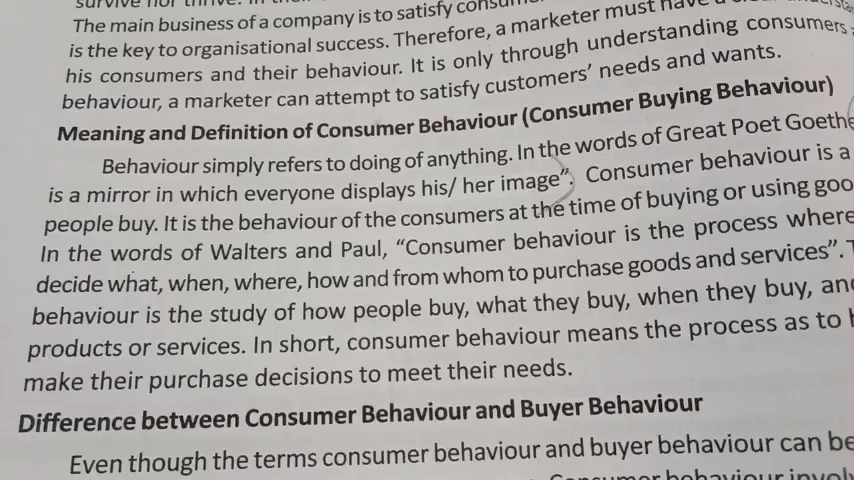 survive nor thrive. In
The main business of a company is to satisfy
is the key to organisational success. Therefore, a marketer must have a
his consumers and their behaviour. It is only through understanding consumers
behaviour, a marketer can attempt to satisfy customers' needs and wants.
Meaning and Definition of Consumer Behaviour (Consumer Buying Behaviour)
Behaviour simply refers to doing of anything. In the words of Great Poet Goethe
is a mirror in which everyone displays his/ her image". Consumer behaviour is a
people buy. It is the behaviour of the consumers at the time of buying or using
In the words of Walters and Paul, "Consumer behaviour is the process
decide what, when, where, how and from whom to purchase goods and services".
behaviour is the study of how people buy, what they buy, when they buy,
products or services. In short, consumer behaviour means the process as to
make their purchase decisions to meet their needs.
Difference between Consumer Behaviour and Buyer Behaviour
Even though the terms consumer behaviour and buyer behaviour can be
Consumer behaviour